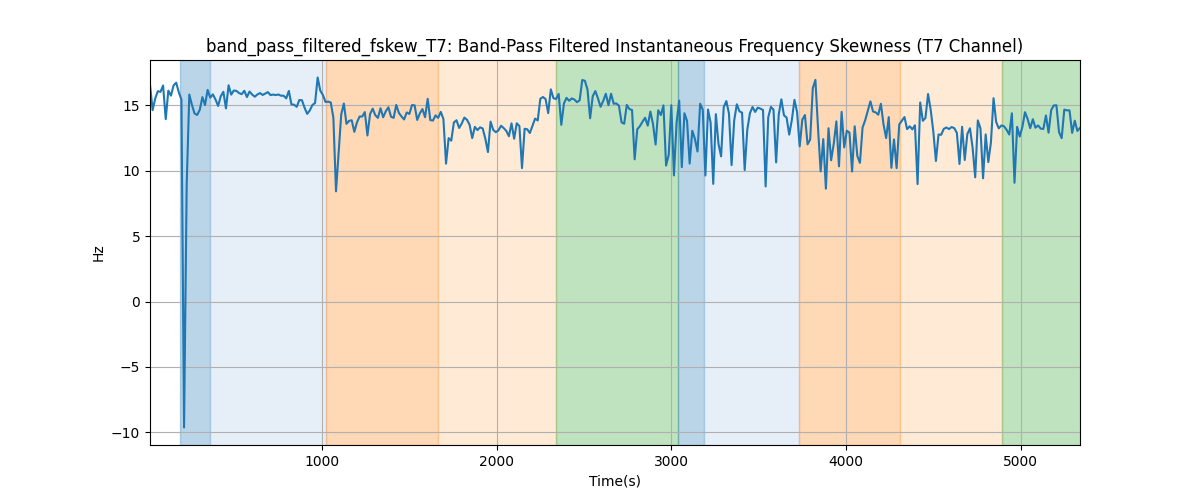 band_pass_filtered_fskew_T7: Band-Pass Filtered Instantaneous Frequency Skewness (T7 Channel)
15
10
5
0
−5
−10
Hz
1000 2000 3000 4000 5000
Time(s)